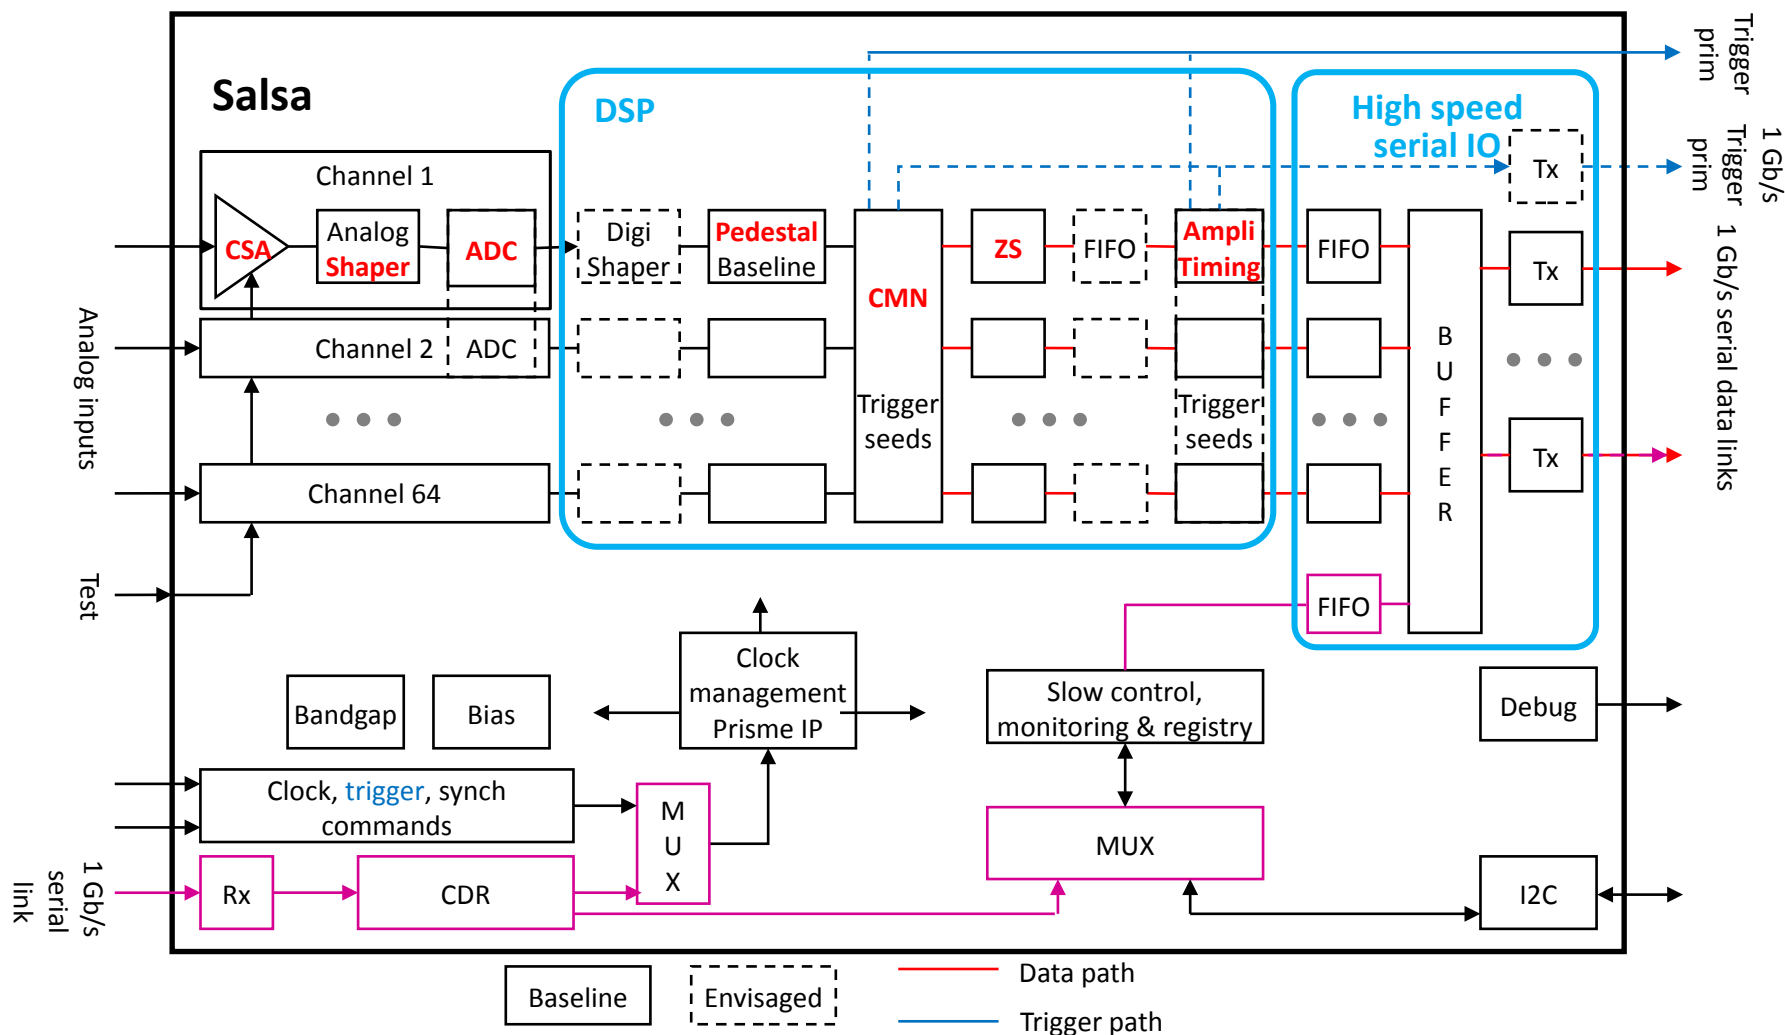 Salsa
DSP
High speed
serial IO
Trigger
prim
1 Gb/s
Trigger
prim
1 Gb/s serial data links
Channel 1
CSA
Analog
Shaper
ADC
Digi
Shaper
Pedestal
Baseline
CMN
Trigger
seeds
ZS
FIFO
Ampli
Timing
FIFO
Tx
Tx
Channel 2
ADC
Trigger
seeds
B
U
F
F
E
R
Tx
Channel 64
Analog inputs
Test
FIFO
Clock
management
Prisme IP
Slow control,
monitoring & registry
Bandgap
Bias
Debug
Clock, trigger, synch
commands
M
U
X
MUX
1 Gb/s
serial
link
Rx
CDR
I2C
Baseline
Envisaged
Data path
Trigger path